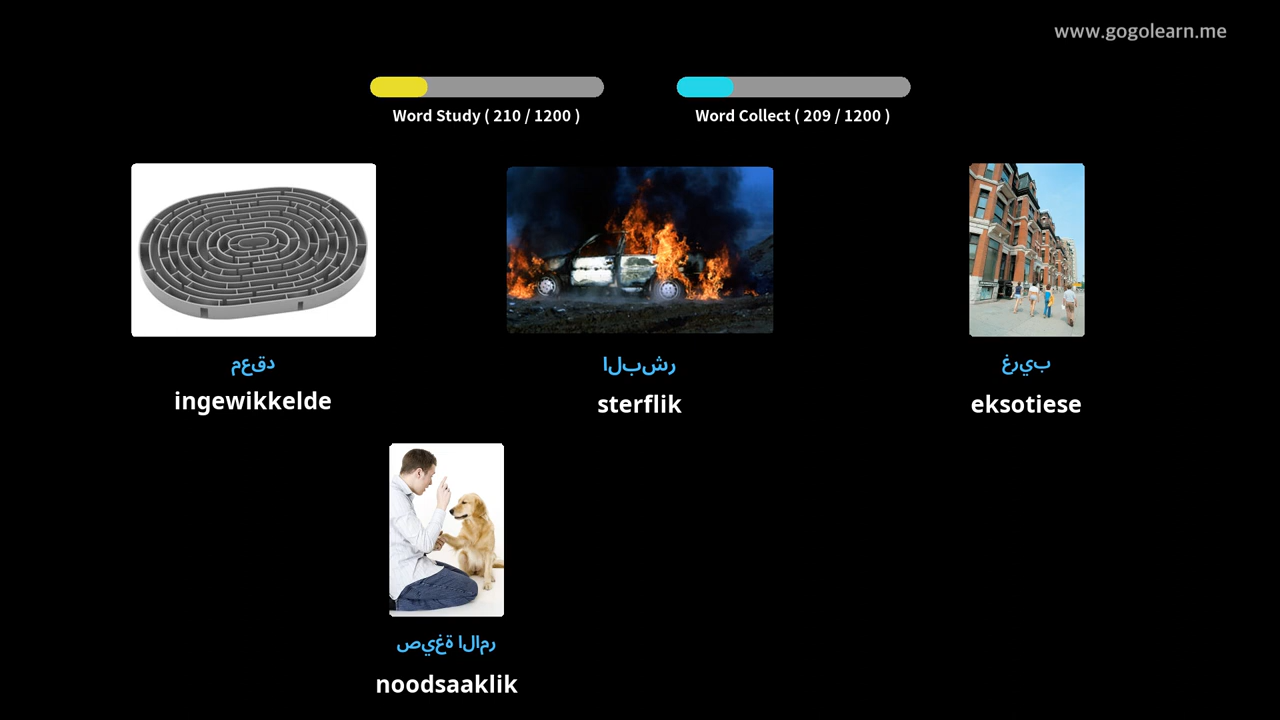 www.gogolearn.me
Word Study ( 210 / 1200 )
Word Collect ( 209 / 1200 )
معقد
ingewikkelde
البشر
sterflik
غريب
eksotiese
صيغة الامر
noodsaaklik